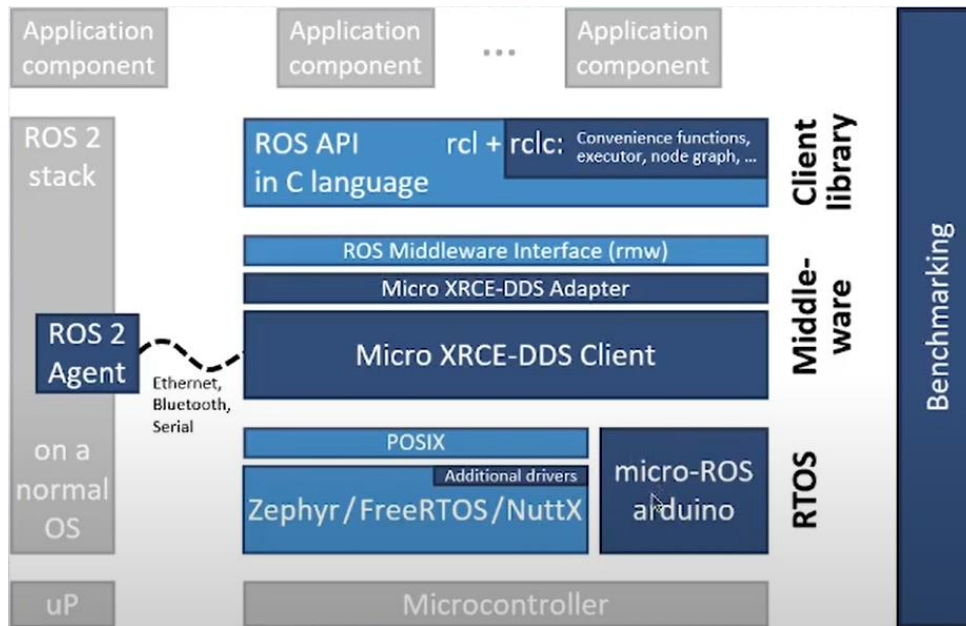 Application
component
Application
component
...
Application
component
ROS 2
stack
ROS API
in C language
rcl + rclc:
Convenience functions,
executor, node graph, ...
Client
library
ROS Middleware Interface (rmw)
Micro XRCE-DDS Adapter
Micro XRCE-DDS Client
Middle-
ware
ROS 2
Agent
Ethernet,
Bluetooth,
Serial
on a
normal
OS
POSIX
Additional drivers
Zephyr/FreeRTOS/NuttX
micro-ROS
arduino
RTOS
uP
Microcontroller
Benchmarking